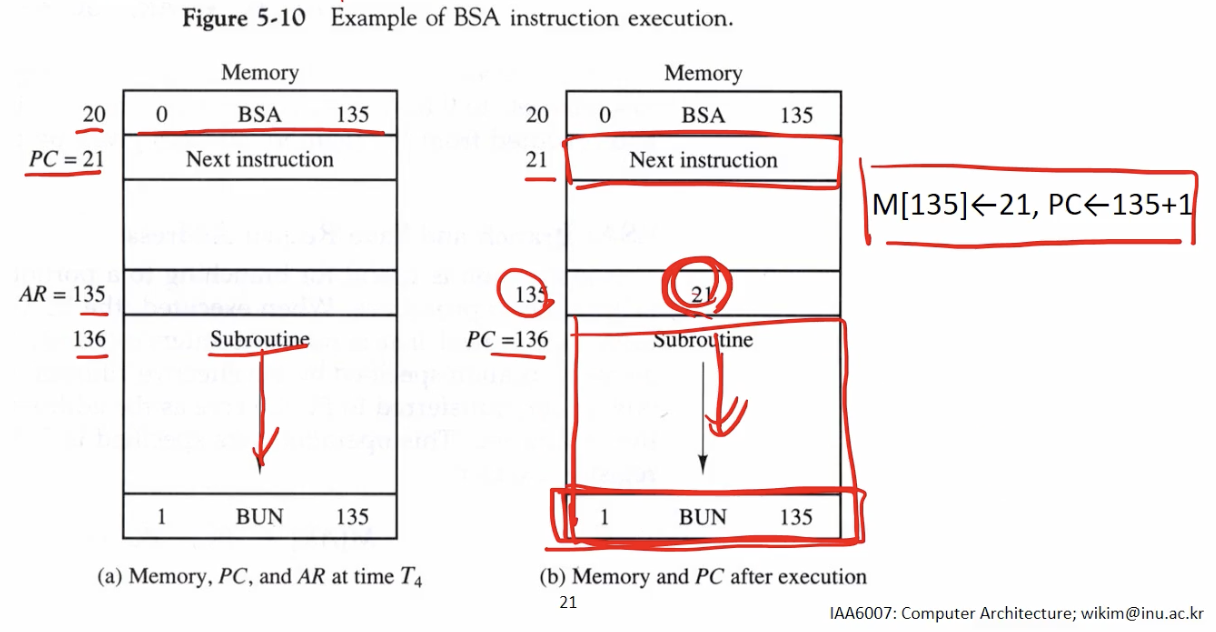 Figure 5-10 Example of BSA instruction execution.
Memory
20 0 BSA 135
PC = 21 Next instruction
AR = 135
136 Subroutine
1 BUN 135
(a) Memory, PC, and AR at time T4
Memory
20 0 BSA 135
21 Next instruction
135 21
PC =136 Subroutine
1 BUN 135
(b) Memory and PC after execution
M[135]←21, PC←135+1
21
IAA6007: Computer Architecture; wikim@inu.ac.kr